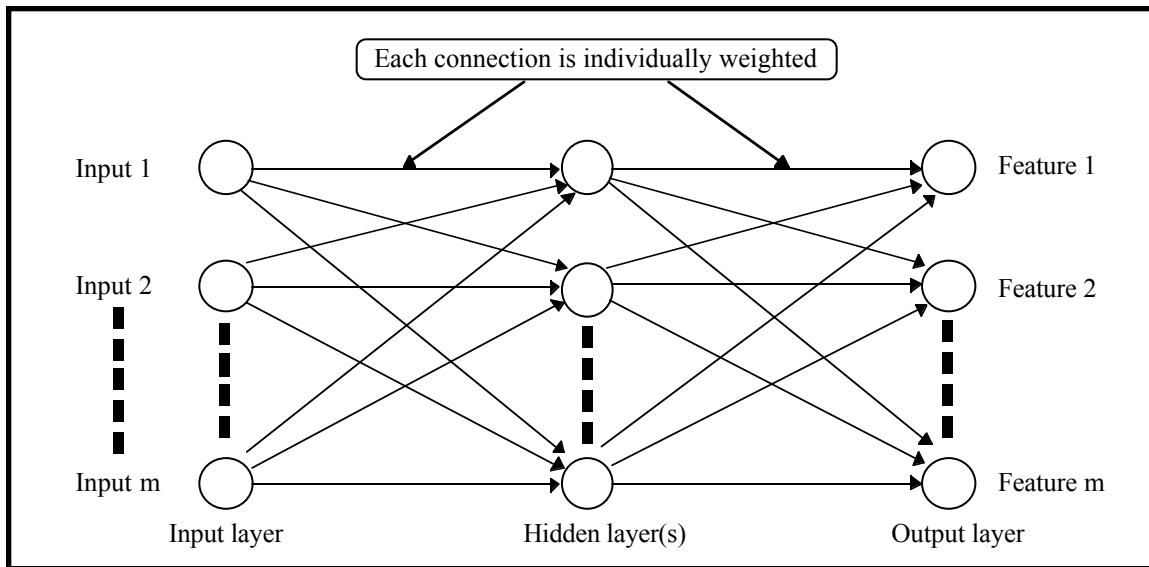 Each connection is individually weighted
Input 1
Feature 1
Input 2
Feature 2
Input m
Feature m
Input layer
Hidden layer(s)
Output layer